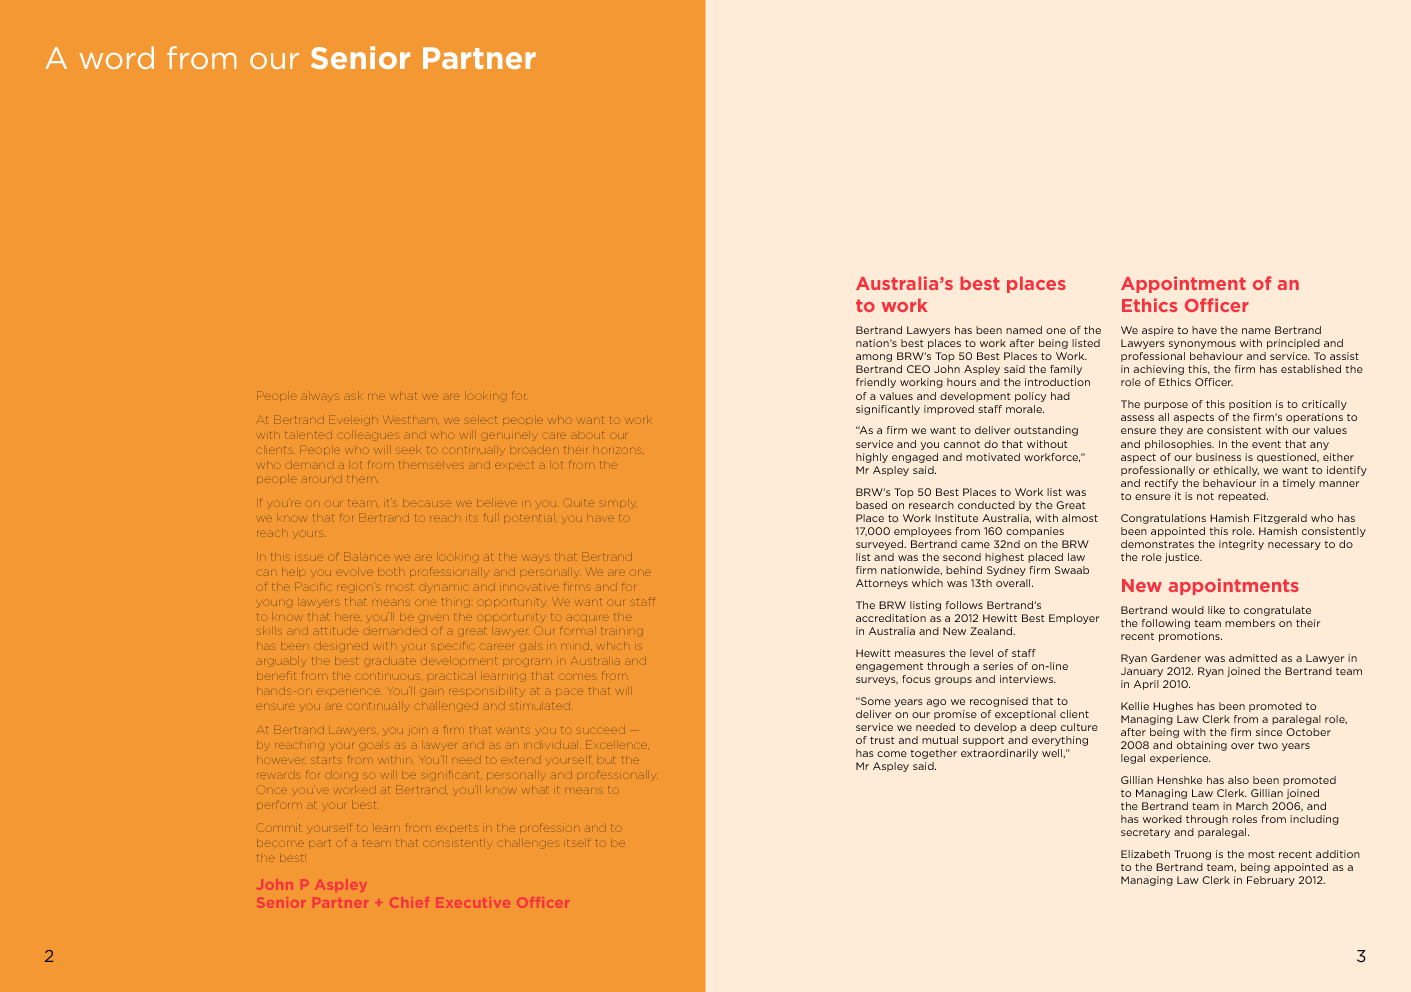 A word from our Senior Partner
People always ask me what we are looking for.
At Bertrand Eveleigh Westham, we select people who want to work
with talented colleagues and who will genuinely care about our
clients. People who will seek to continually broaden their horizons,
who demand a lot from themselves and expect a lot from the
people around them.
If you’re on our team, it’s because we believe in you. Quite simply,
we know that for Bertrand to reach its full potential, you have to
reach yours.
In this issue of Balance we are looking at the ways that Bertrand
can help you evolve both professionally and personally. We are one
of the Pacific region’s most dynamic and innovative firms and for
young lawyers that means one thing: opportunity. We want our staff
to know that here, you’ll be given the opportunity to acquire the
skills and attitude demanded of a great lawyer. Our formal training
has been designed with your specific career gals in mind, which is
arguably the best graduate development program in Australia and
benefit from the continuous, practical learning that comes from
hands-on experience. You’ll gain responsibility at a pace that will
ensure you are continually challenged and stimulated.
At Bertrand Lawyers, you join a firm that wants you to succeed —
by reaching your goals as a lawyer and as an individual. Excellence,
however, starts from within. You’ll need to extend yourself, but the
rewards for doing so will be significant, personally and professionally.
Once you’ve worked at Bertrand, you’ll know what it means to
perform at your best.
Commit yourself to learn from experts in the profession and to
become part of a team that consistently challenges itself to be
the best!
John P Aspley
Senior Partner + Chief Executive Officer
2
Australia’s best places
to work
Bertrand Lawyers has been named one of the
nation’s best places to work after being listed
among BRW’s Top 50 Best Places to Work.
Bertrand CEO John Aspley said the family
friendly working hours and the introduction
of a values and development policy had
significantly improved staff morale.
“As a firm we want to deliver outstanding
service and you cannot do that without
highly engaged and motivated workforce,”
Mr Aspley said.
BRW’s Top 50 Best Places to Work list was
based on research conducted by the Great
Place to Work Institute Australia, with almost
17,000 employees from 160 companies
surveyed. Bertrand came 32nd on the BRW
list and was the second highest placed law
firm nationwide, behind Sydney firm Swaab
Attorneys which was 13th overall.
The BRW listing follows Bertrand’s
accreditation as a 2012 Hewitt Best Employer
in Australia and New Zealand.
Hewitt measures the level of staff
engagement through a series of on-line
surveys, focus groups and interviews.
“Some years ago we recognised that to
deliver on our promise of exceptional client
service we needed to develop a deep culture
of trust and mutual support and everything
has come together extraordinarily well,”
Mr Aspley said.
Appointment of an
Ethics Officer
We aspire to have the name Bertrand
Lawyers synonymous with principled and
professional behaviour and service. To assist
in achieving this, the firm has established the
role of Ethics Officer.
The purpose of this position is to critically
assess all aspects of the firm’s operations to
ensure they are consistent with our values
and philosophies. In the event that any
aspect of our business is questioned, either
professionally or ethically, we want to identify
and rectify the behaviour in a timely manner
to ensure it is not repeated.
Congratulations Hamish Fitzgerald who has
been appointed this role. Hamish consistently
demonstrates the integrity necessary to do
the role justice.
New appointments
Bertrand would like to congratulate
the following team members on their
recent promotions.
Ryan Gardener was admitted as a Lawyer in
January 2012. Ryan joined the Bertrand team
in April 2010.
Kellie Hughes has been promoted to
Managing Law Clerk from a paralegal role,
after being with the firm since October
2008 and obtaining over two years
legal experience.
Gillian Henshke has also been promoted
to Managing Law Clerk. Gillian joined
the Bertrand team in March 2006, and
has worked through roles from including
secretary and paralegal.
Elizabeth Truong is the most recent addition
to the Bertrand team, being appointed as a
Managing Law Clerk in February 2012.
3